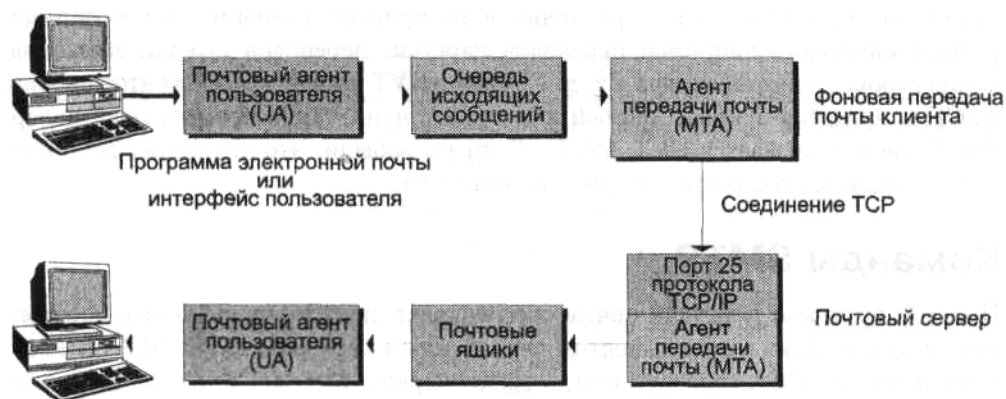 Почтовый агент
пользователя
(UA)
Очередь
исходящих
сообщений
Агент
передачи почты
(MTA)
Фоновая передача
почты клиента
Программа электронной почты
или
интерфейс пользователя
Соединение TCP
Порт 25
протокола
TCP/IP
Агент
передачи
почты (MTA)
Почтовый сервер
Почтовые
ящики
Почтовый агент
пользователя
(UA)